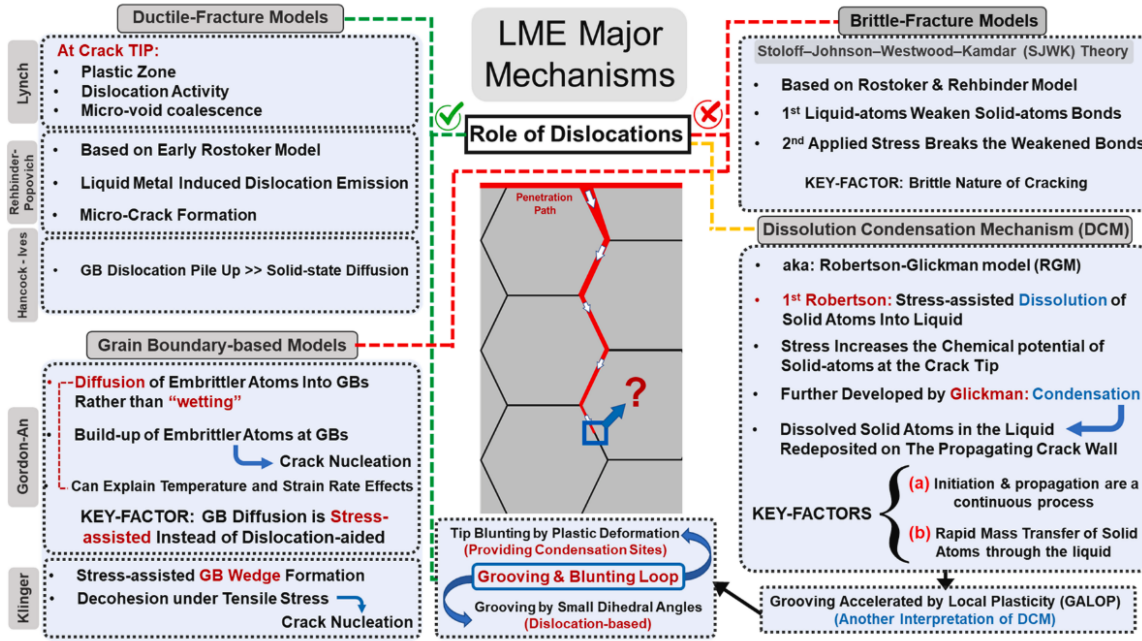 LME Major
Mechanisms
Role of Dislocations
Ductile-Fracture Models
Lynch
At Crack TIP:
• Plastic Zone
• Dislocation Activity
• Micro-void coalescence
Rehbinder-
Popovich
• Based on Early Rostoker Model
• Liquid Metal Induced Dislocation Emission
• Micro-Crack Formation
Hancock - Ives
• GB Dislocation Pile Up >> Solid-state Diffusion
Grain Boundary-based Models
Gordon-An
• Diffusion of Embrittler Atoms Into GBs
Rather than “wetting”
• Build-up of Embrittler Atoms at GBs
Crack Nucleation
• Can Explain Temperature and Strain Rate Effects
KEY-FACTOR: GB Diffusion is Stress-
assisted Instead of Dislocation-aided
Klinger
• Stress-assisted GB Wedge Formation
• Decohesion under Tensile Stress
Crack Nucleation
Penetration
Path
?
Tip Blunting by Plastic Deformation
(Providing Condensation Sites)
Grooving & Blunting Loop
Grooving by Small Dihedral Angles
(Dislocation-based)
Brittle-Fracture Models
Stoloff–Johnson–Westwood–Kamdar (SJWK) Theory
• Based on Rostoker & Rehbinder Model
• 1st Liquid-atoms Weaken Solid-atoms Bonds
• 2nd Applied Stress Breaks the Weakened Bonds
KEY-FACTOR: Brittle Nature of Cracking
Dissolution Condensation Mechanism (DCM)
• aka: Robertson-Glickman model (RGM)
• 1st Robertson: Stress-assisted Dissolution of
Solid Atoms Into Liquid
• Stress Increases the Chemical potential of
Solid-atoms at the Crack Tip
• Further Developed by Glickman: Condensation
• Dissolved Solid Atoms in the Liquid
Redeposited on The Propagating Crack Wall
KEY-FACTORS
(a) Initiation & propagation are a
continuous process
(b) Rapid Mass Transfer of Solid
Atoms through the liquid
Grooving Accelerated by Local Plasticity (GALOP)
(Another Interpretation of DCM)